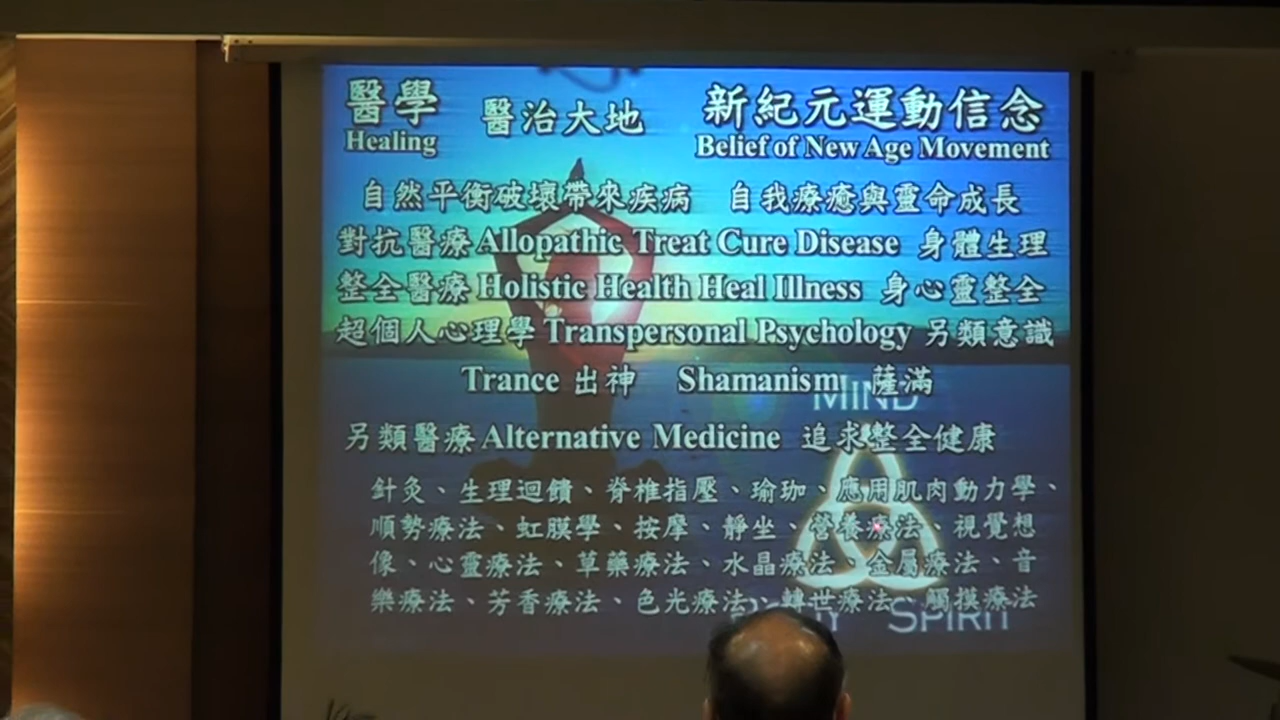 醫學 醫治大地 新紀元運動信念
Healing Belief of New Age Movement
自然平衡破壞帶來疾病 自我療癒與靈命成長
對抗醫療 Allopathic Treat Cure Disease 身體生理
整全醫療 Holistic Health Heal Illness 身心靈整全
超個人心理學 Transpersonal Psychology 另類意識
Trance 出神 Shamanism 薩滿
MIND
另類醫療 Alternative Medicine 追求整全健康
針灸、生理迴饋、脊椎指壓、瑜珈、應用肌肉動力學、
順勢療法、虹膜學、按摩、靜坐、營養療法、視覺想
像、心靈療法、草藥療法、水晶療法、金屬療法、音
樂療法、芳香療法、色光療法、轉世療法、觸摸療法
BODY SPIRIT